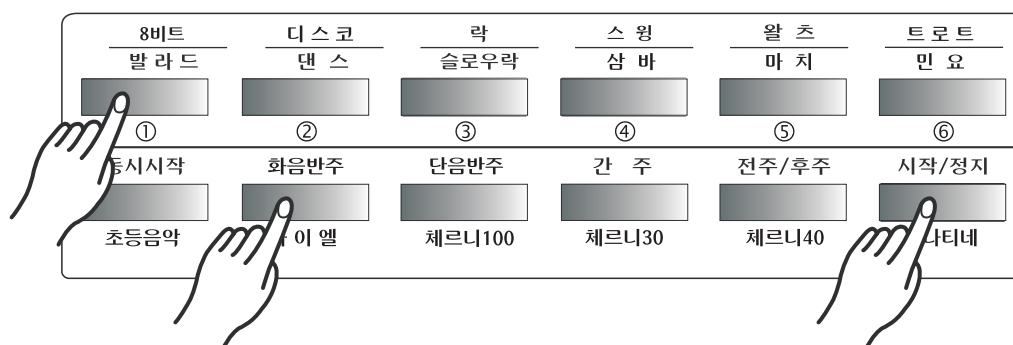 8비트 디스코 락 스윙 왈츠 트로트
발라드 댄스 슬로우락 삼바 마치 민요
① ② ③ ④ ⑤ ⑥
화음반주 단음반주 간주 전주/후주 시작/정지
초등음악 체르니100 체르니30 체르니40